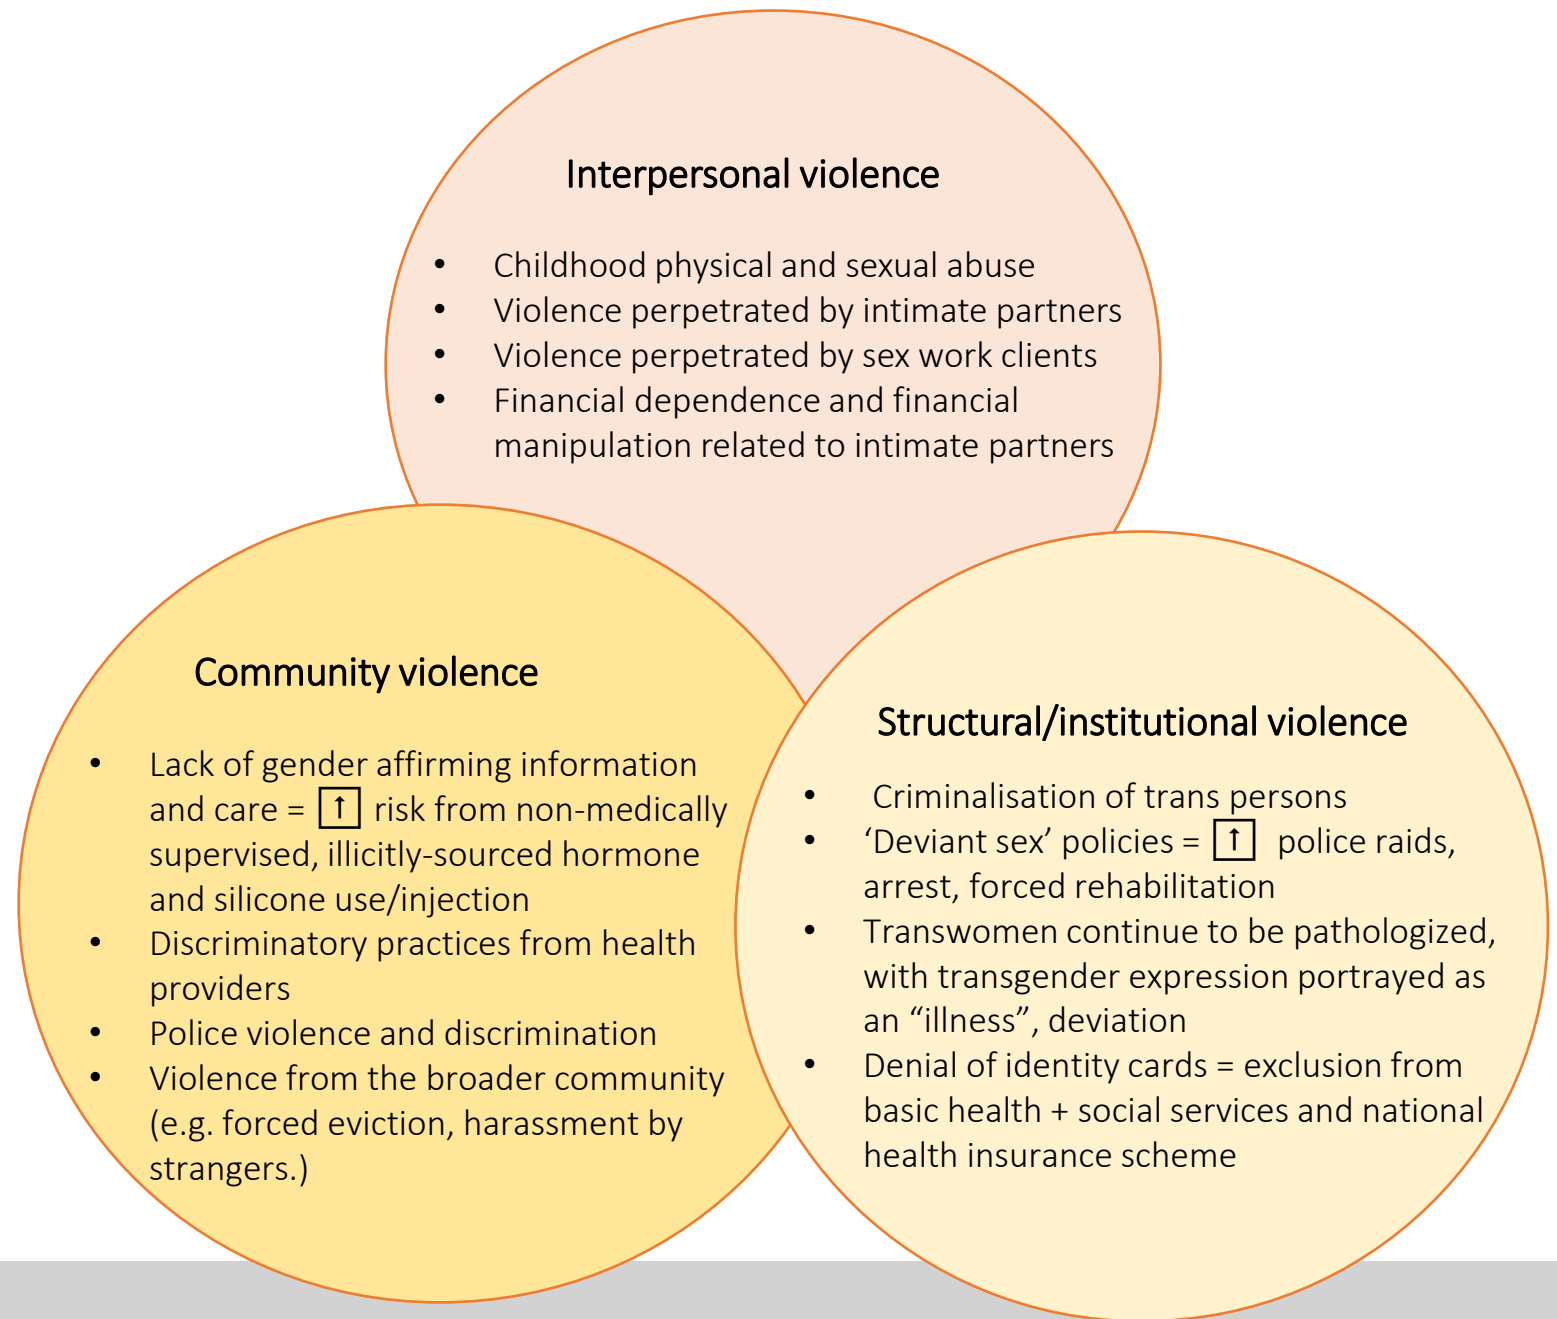 Interpersonal violence
• Childhood physical and sexual abuse
• Violence perpetrated by intimate partners
• Violence perpetrated by sex work clients
• Financial dependence and financial
manipulation related to intimate partners
Community violence
• Lack of gender affirming information
and care = ↑ risk from non-medically
supervised, illicitly-sourced hormone
and silicone use/injection
• Discriminatory practices from health
providers
• Police violence and discrimination
• Violence from the broader community
(e.g. forced eviction, harassment by
strangers.)
Structural/institutional violence
• Criminalisation of trans persons
• ‘Deviant sex’ policies = ↑ police raids,
arrest, forced rehabilitation
• Transwomen continue to be pathologized,
with transgender expression portrayed as
an “illness”, deviation
• Denial of identity cards = exclusion from
basic health + social services and national
health insurance scheme